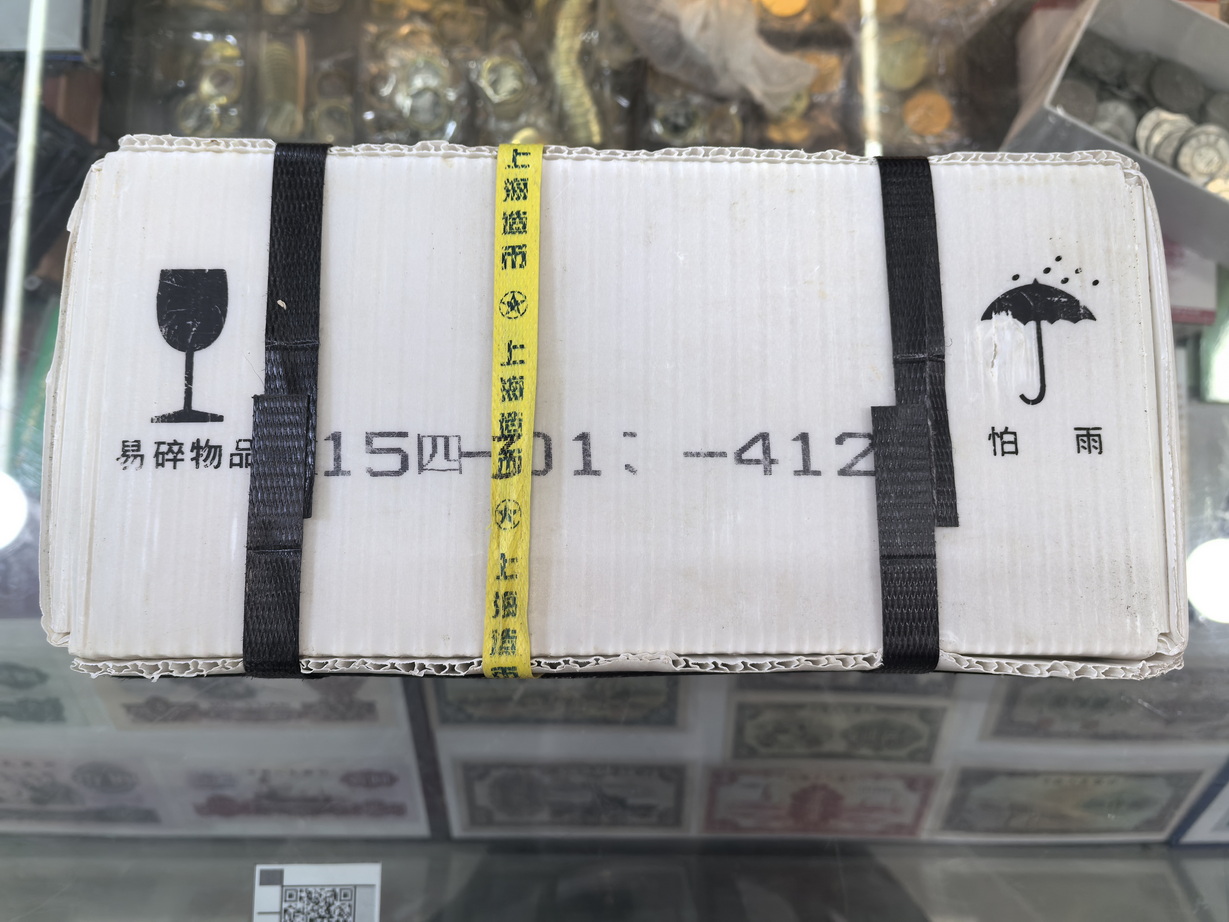 上海造币 上海造币 上海造币
易碎物品
15四-01 -412
怕雨